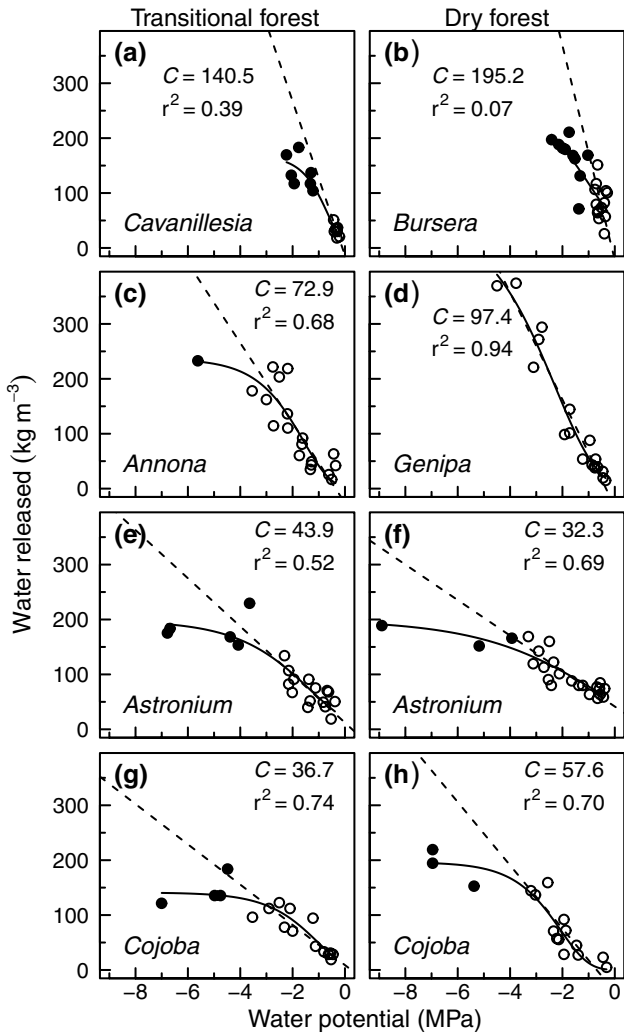 Transitional forest Dry forest
(a) C = 140.5
r² = 0.39
Cavanillesia
(b) C = 195.2
r² = 0.07
Bursera
300
200
100
0
(c) C = 72.9
r² = 0.68
Annona
(d) C = 97.4
r² = 0.94
Genipa
300
200
100
0
Water released (kg m⁻³)
(e) C = 43.9
r² = 0.52
Astronium
(f) C = 32.3
r² = 0.69
Astronium
300
200
100
0
(g) C = 36.7
r² = 0.74
Cojoba
(h) C = 57.6
r² = 0.70
Cojoba
300
200
100
0
−8 −6 −4 −2 0 −8 −6 −4 −2 0
Water potential (MPa)